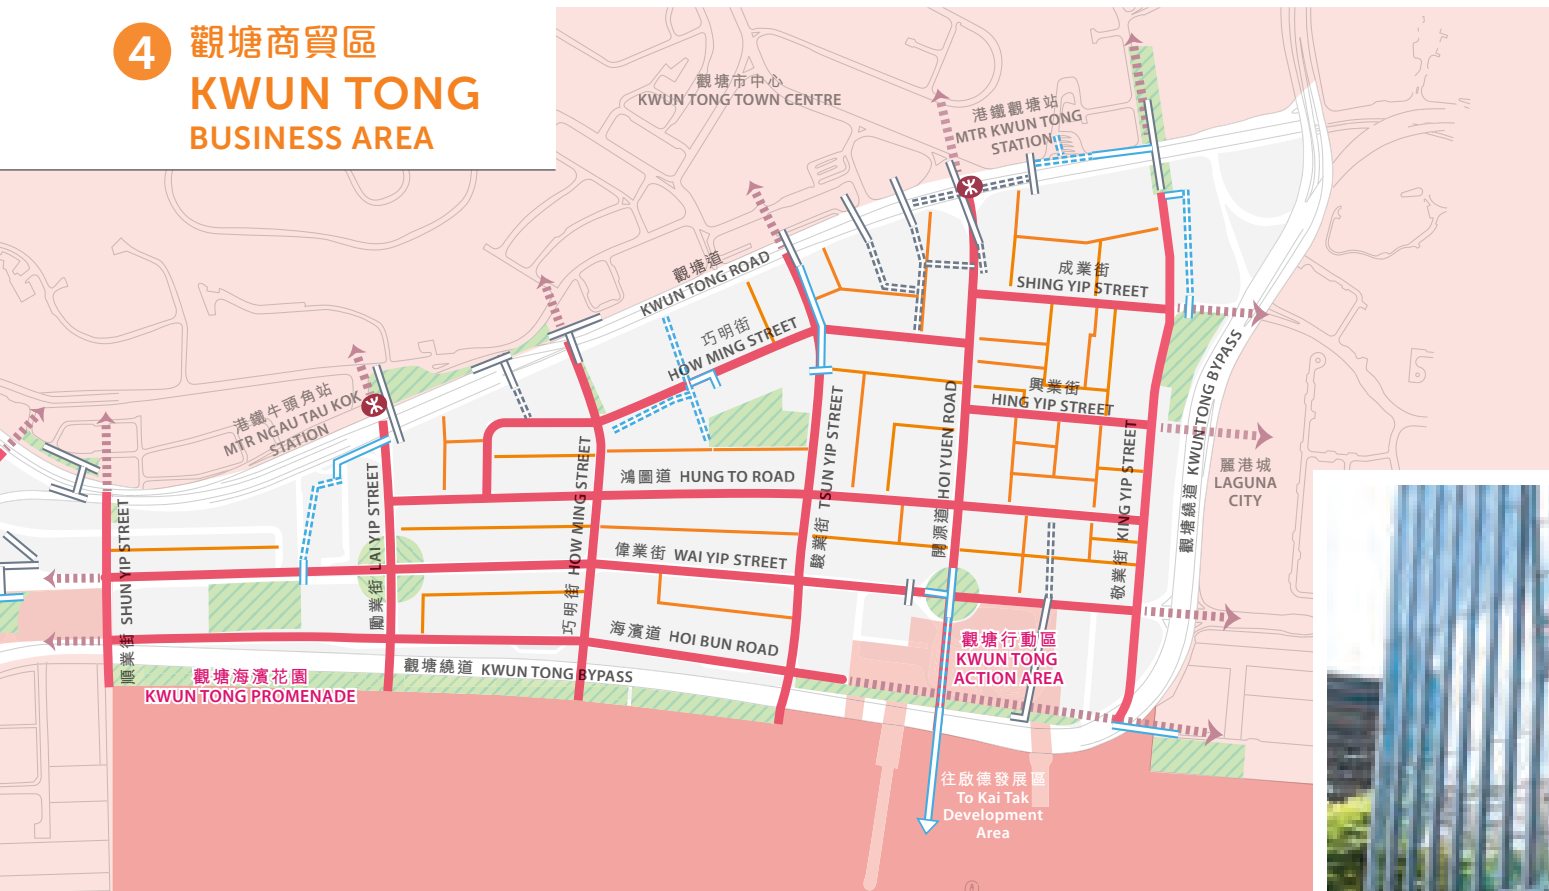 4
觀塘商貿區
KWUN TONG
BUSINESS AREA
觀塘市中心
KWUN TONG TOWN CENTRE
港鐵觀塘站
MTR KWUN TONG
STATION
觀塘道
KWUN TONG ROAD
成業街
SHING YIP STREET
巧明街
HOW MING STREET
港鐵牛頭角站
MTR NGAU TAU KOK
STATION
興業街
HING YIP STREET
觀塘繞道 KWUN TONG BYPASS
麗港城
LAGUNA
CITY
鴻圖道 HUNG TO ROAD
順業街 SHUN YIP STREET
勵業街 LAI YIP STREET
巧明街 HOW MING STREET
駿業街 TSUN YIP STREET
開源道 HOI YUEN ROAD
敬業街 KING YIP STREET
偉業街 WAI YIP STREET
海濱道 HOI BUN ROAD
觀塘繞道 KWUN TONG BYPASS
觀塘海濱花園
KWUN TONG PROMENADE
觀塘行動區
KWUN TONG
ACTION AREA
往啟德發展區
To Kai Tak
Development
Area